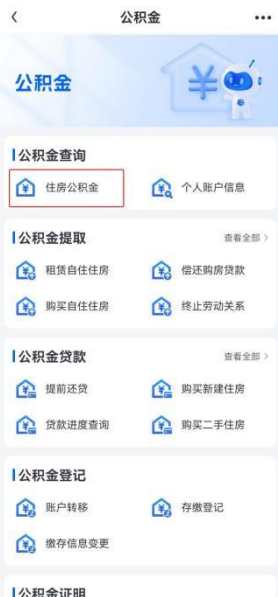 公积金
公积金
公积金查询
住房公积金 个人账户信息
公积金提取 查看全部
租赁自住住房 偿还购房贷款
购买自住住房 终止劳动关系
公积金贷款 查看全部
提前还贷 购买新建住房
贷款进度查询 购买二手住房
公积金登记
账户转移 存缴登记
缴存信息变更
公积金证明